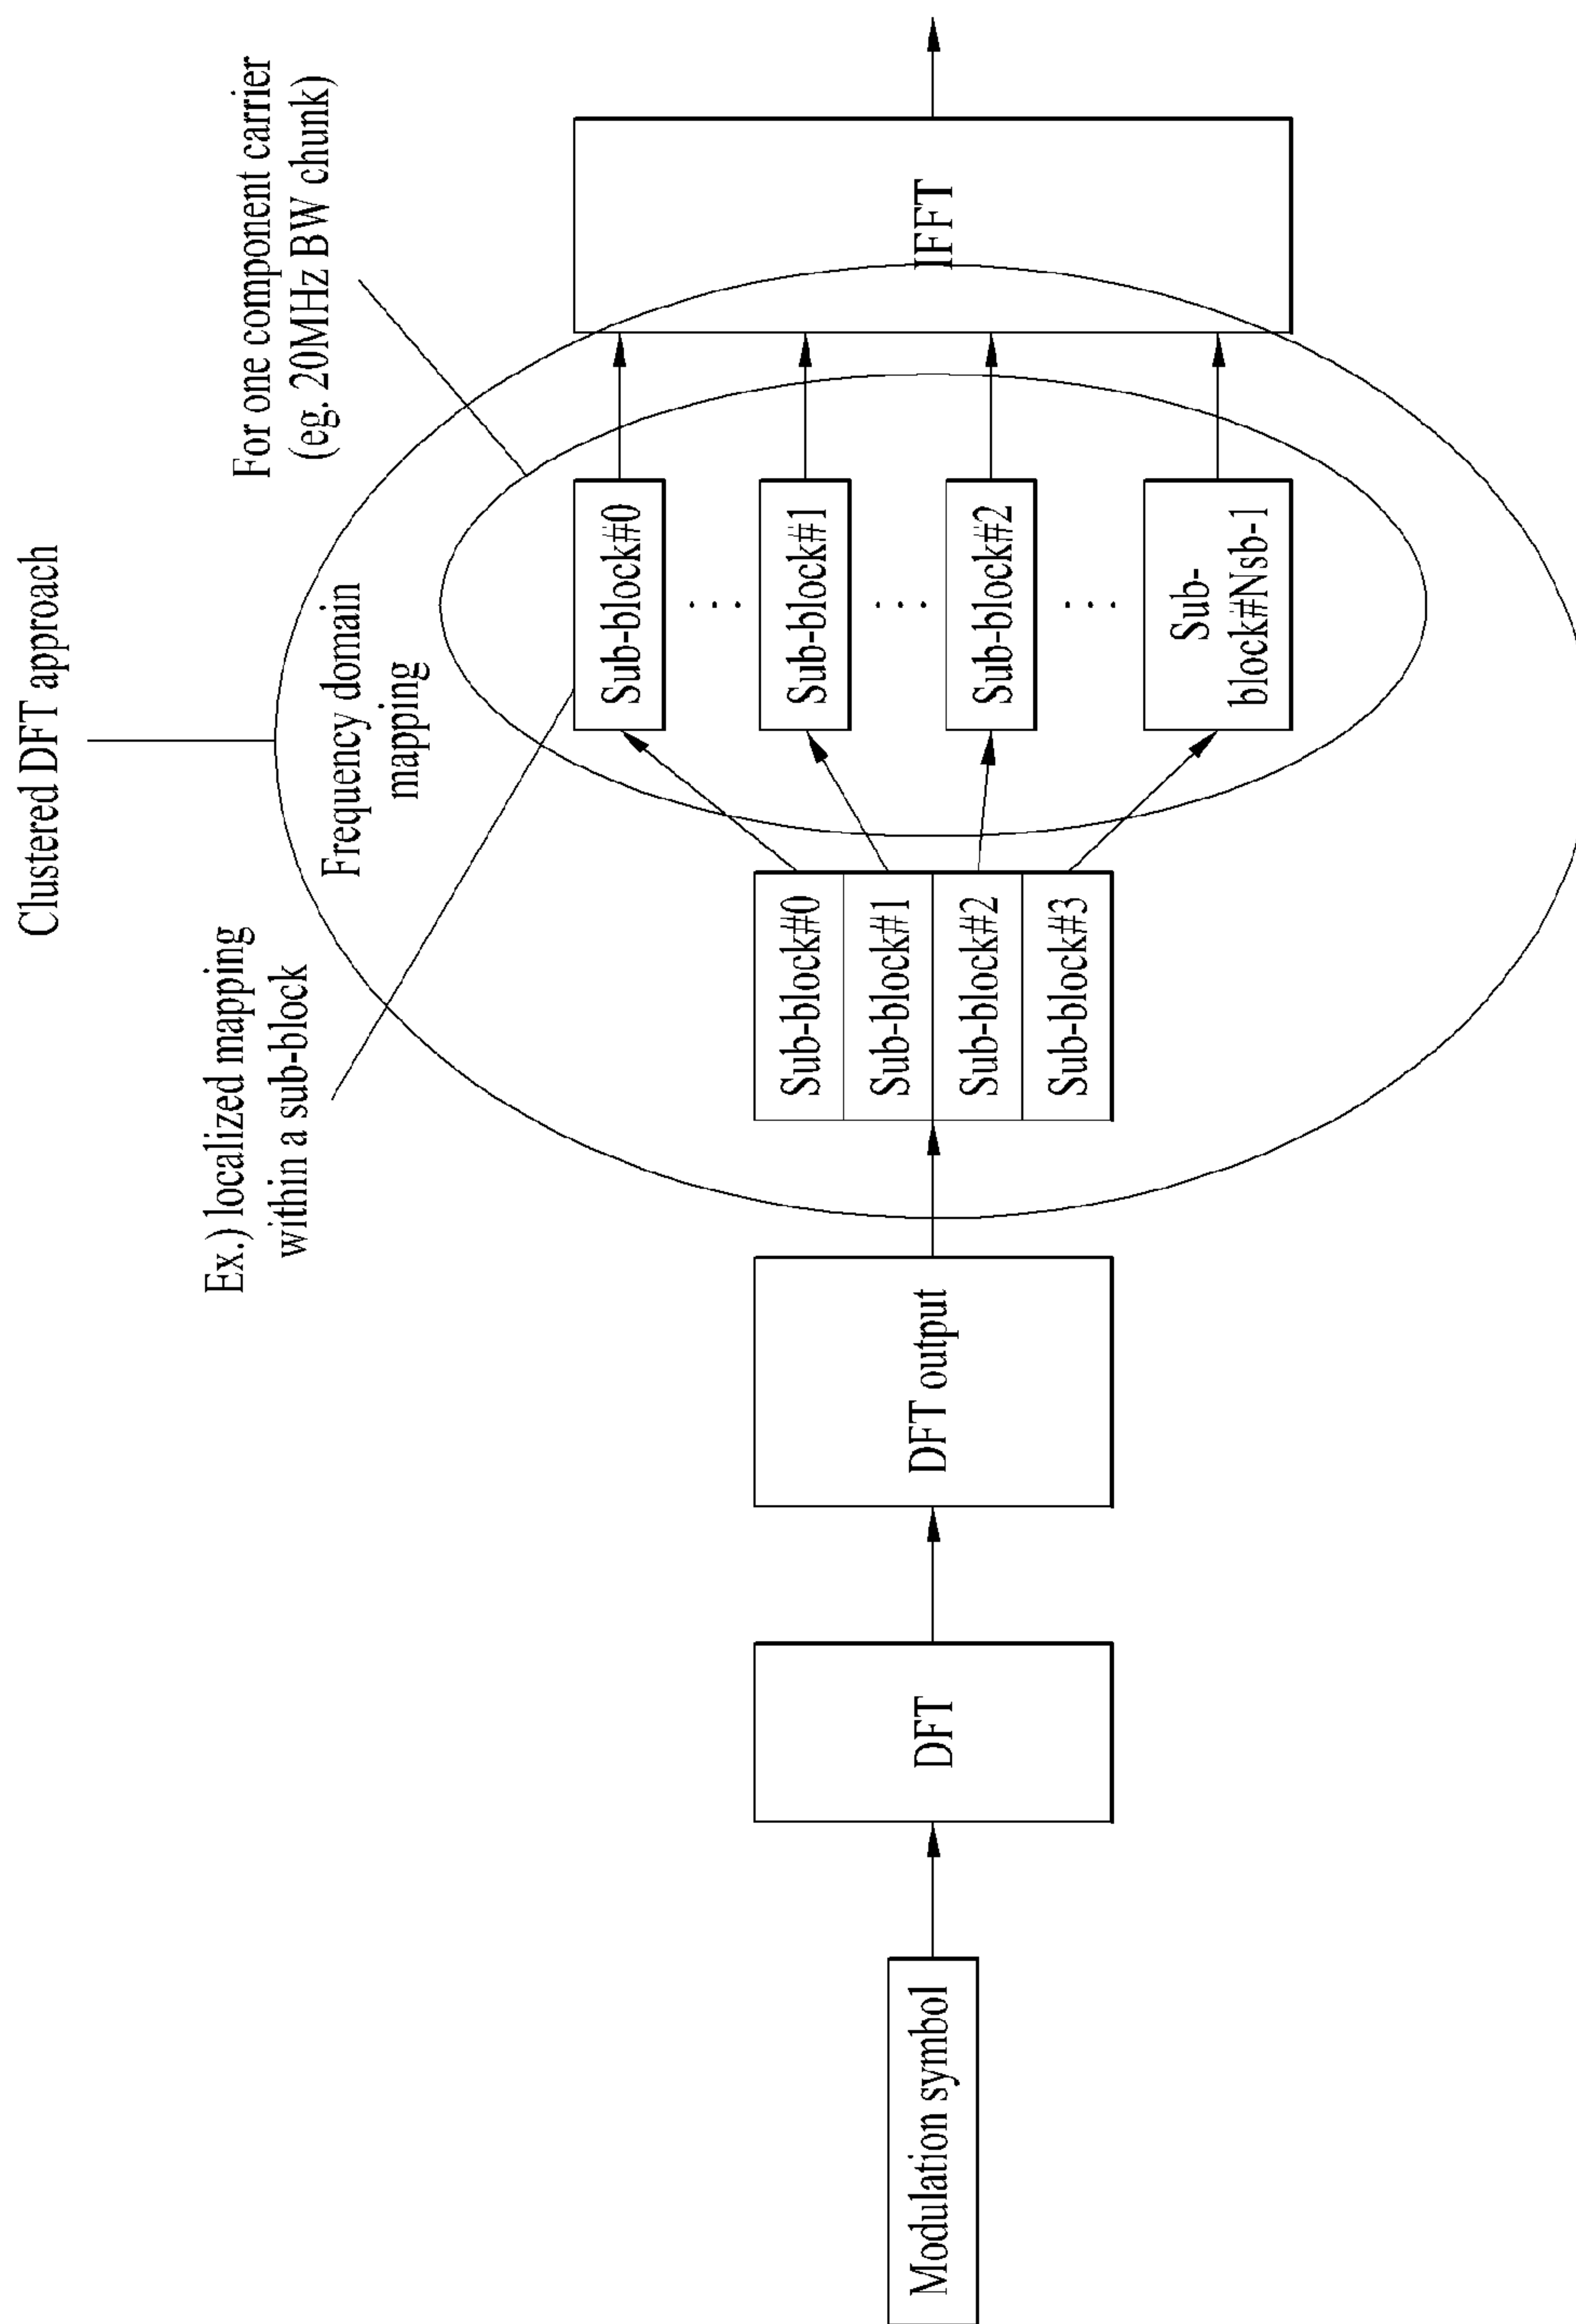 Clustered DFT approach
Ex.) localized mapping
within a sub-block
Frequency domain
mapping
For one component carrier
(eg. 20MHz BW chunk)
Modulation symbol
DFT
DFT output
Sub-block#0
Sub-block#1
Sub-block#2
Sub-block#3
Sub-block#0
...
Sub-block#1
...
Sub-block#2
...
Sub-
block#Nsb-1
IFFT